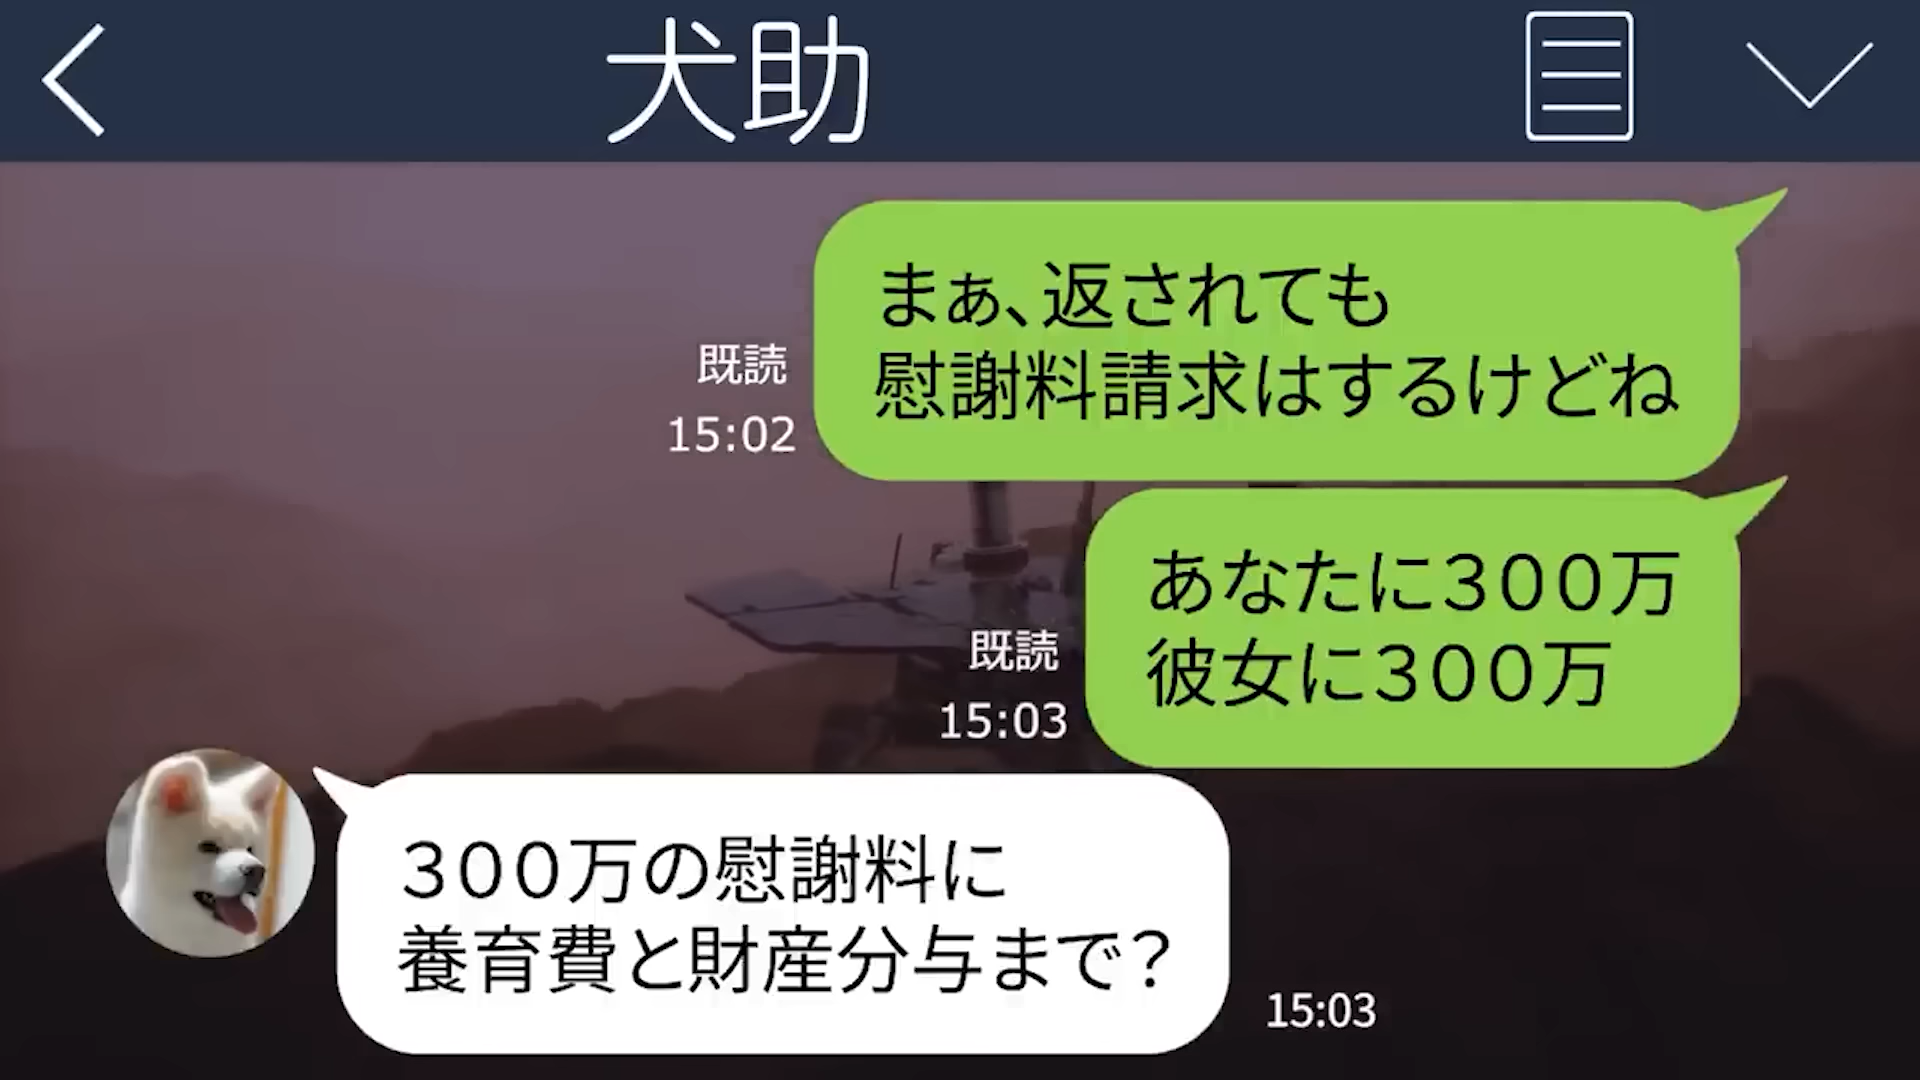 犬助
まぁ、返されても
慰謝料請求はするけどね
既読
15:02
あなたに３００万
彼女に３００万
既読
15:03
３００万の慰謝料に
養育費と財産分与まで？
15:03